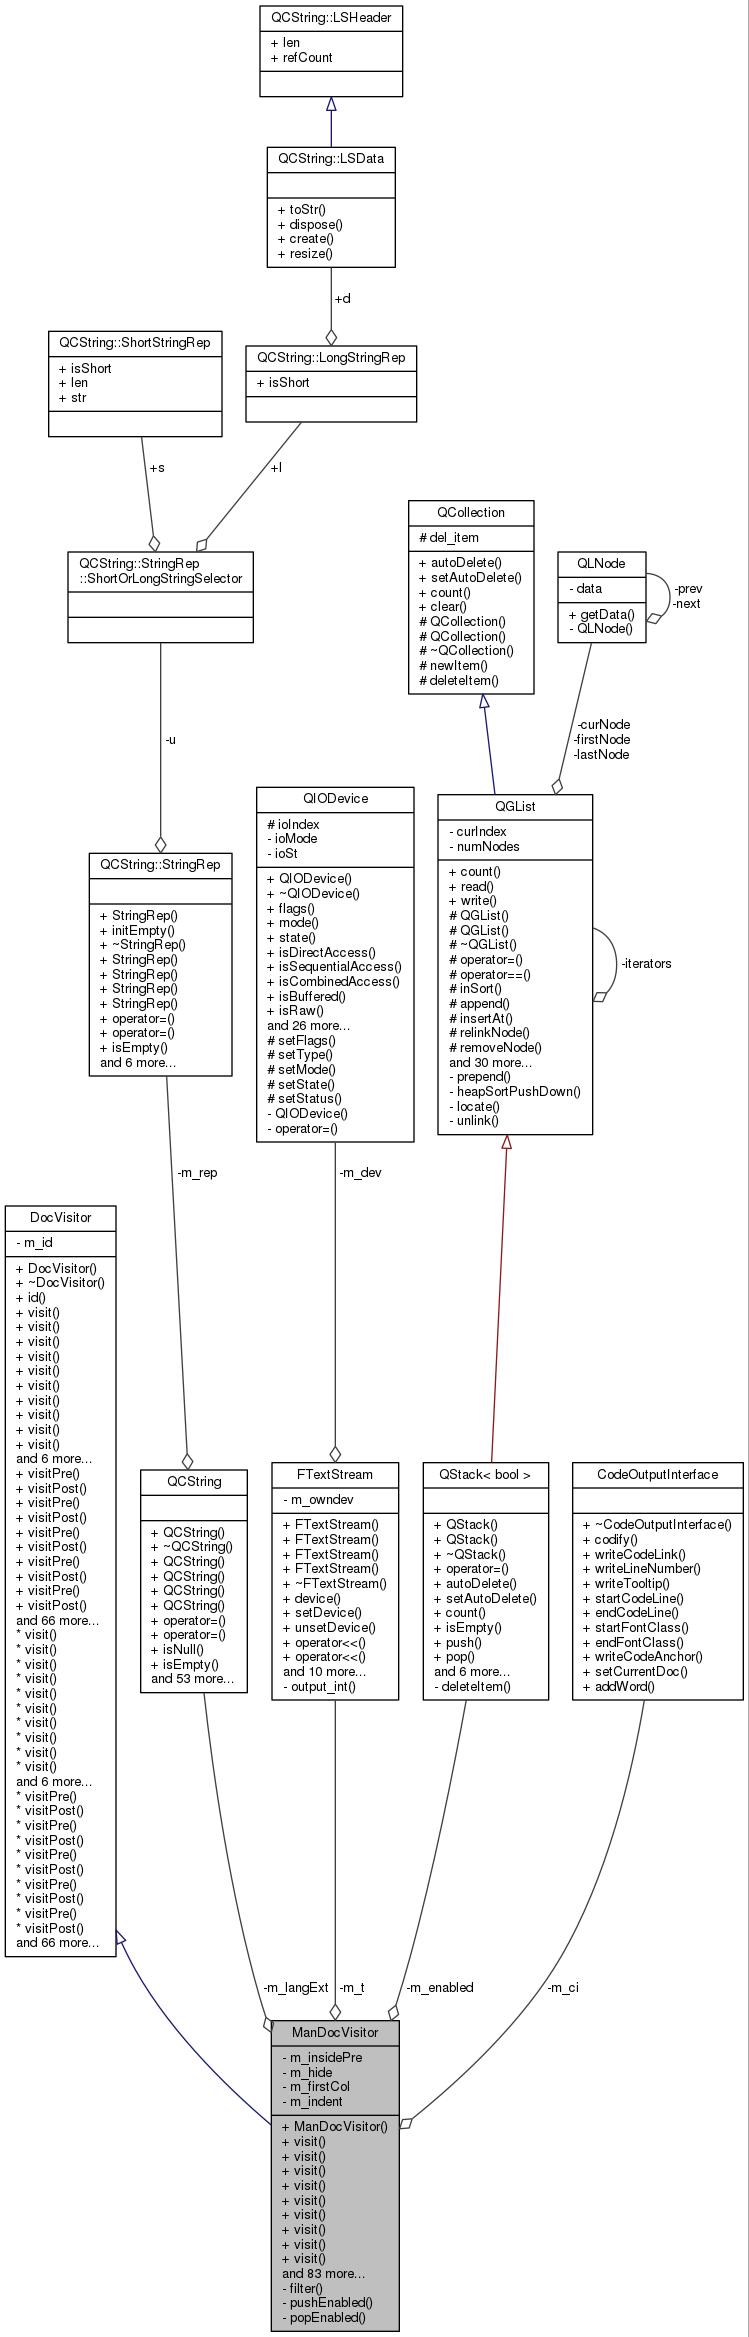 QCString::LSHeader
+ len
+ refCount
QCString::LSData
+ toStr()
+ dispose()
+ create()
+ resize()
+d
QCString::ShortStringRep
+ isShort
+ len
+ str
QCString::LongStringRep
+ isShort
+s
+l
QCString::StringRep
::ShortOrLongStringSelector
QCollection
# del_item
+ autoDelete()
+ setAutoDelete()
+ count()
+ clear()
# QCollection()
# QCollection()
# ~QCollection()
# newItem()
# deleteItem()
QLNode
- data
+ getData()
- QLNode()
-prev
-next
-u
-curNode
-firstNode
-lastNode
QCString::StringRep
+ StringRep()
+ initEmpty()
+ ~StringRep()
+ StringRep()
+ StringRep()
+ StringRep()
+ StringRep()
+ operator=()
+ operator=()
+ isEmpty()
and 6 more...
QIODevice
# ioIndex
- ioMode
- ioSt
+ QIODevice()
+ ~QIODevice()
+ flags()
+ mode()
+ state()
+ isDirectAccess()
+ isSequentialAccess()
+ isCombinedAccess()
+ isBuffered()
+ isRaw()
and 26 more...
# setFlags()
# setType()
# setMode()
# setState()
# setStatus()
- QIODevice()
- operator=()
QGList
- curIndex
- numNodes
+ count()
+ read()
+ write()
# QGList()
# QGList()
# ~QGList()
# operator=()
# operator==()
# inSort()
# append()
# insertAt()
# relinkNode()
# removeNode()
and 30 more...
- prepend()
- heapSortPushDown()
- locate()
- unlink()
-iterators
-m_rep
-m_dev
DocVisitor
- m_id
+ DocVisitor()
+ ~DocVisitor()
+ id()
+ visit()
+ visit()
+ visit()
+ visit()
+ visit()
+ visit()
+ visit()
+ visit()
+ visit()
+ visit()
and 6 more...
+ visitPre()
+ visitPost()
+ visitPre()
+ visitPost()
+ visitPre()
+ visitPost()
+ visitPre()
+ visitPost()
+ visitPre()
+ visitPost()
and 66 more...
* visit()
* visit()
* visit()
* visit()
* visit()
* visit()
* visit()
* visit()
* visit()
* visit()
and 6 more...
* visitPre()
* visitPost()
* visitPre()
* visitPost()
* visitPre()
* visitPost()
* visitPre()
* visitPost()
* visitPre()
* visitPost()
and 66 more...
QCString
+ QCString()
+ ~QCString()
+ QCString()
+ QCString()
+ QCString()
+ QCString()
+ operator=()
+ operator=()
+ isNull()
+ isEmpty()
and 53 more...
FTextStream
- m_owndev
+ FTextStream()
+ FTextStream()
+ FTextStream()
+ FTextStream()
+ ~FTextStream()
+ device()
+ setDevice()
+ unsetDevice()
+ operator<<()
+ operator<<()
and 10 more...
- output_int()
QStack< bool >
+ QStack()
+ QStack()
+ ~QStack()
+ operator=()
+ autoDelete()
+ setAutoDelete()
+ count()
+ isEmpty()
+ push()
+ pop()
and 6 more...
- deleteItem()
CodeOutputInterface
+ ~CodeOutputInterface()
+ codify()
+ writeCodeLink()
+ writeLineNumber()
+ writeTooltip()
+ startCodeLine()
+ endCodeLine()
+ startFontClass()
+ endFontClass()
+ writeCodeAnchor()
+ setCurrentDoc()
+ addWord()
-m_langExt
-m_t
-m_enabled
-m_ci
ManDocVisitor
- m_insidePre
- m_hide
- m_firstCol
- m_indent
+ ManDocVisitor()
+ visit()
+ visit()
+ visit()
+ visit()
+ visit()
+ visit()
+ visit()
+ visit()
+ visit()
and 83 more...
- filter()
- pushEnabled()
- popEnabled()